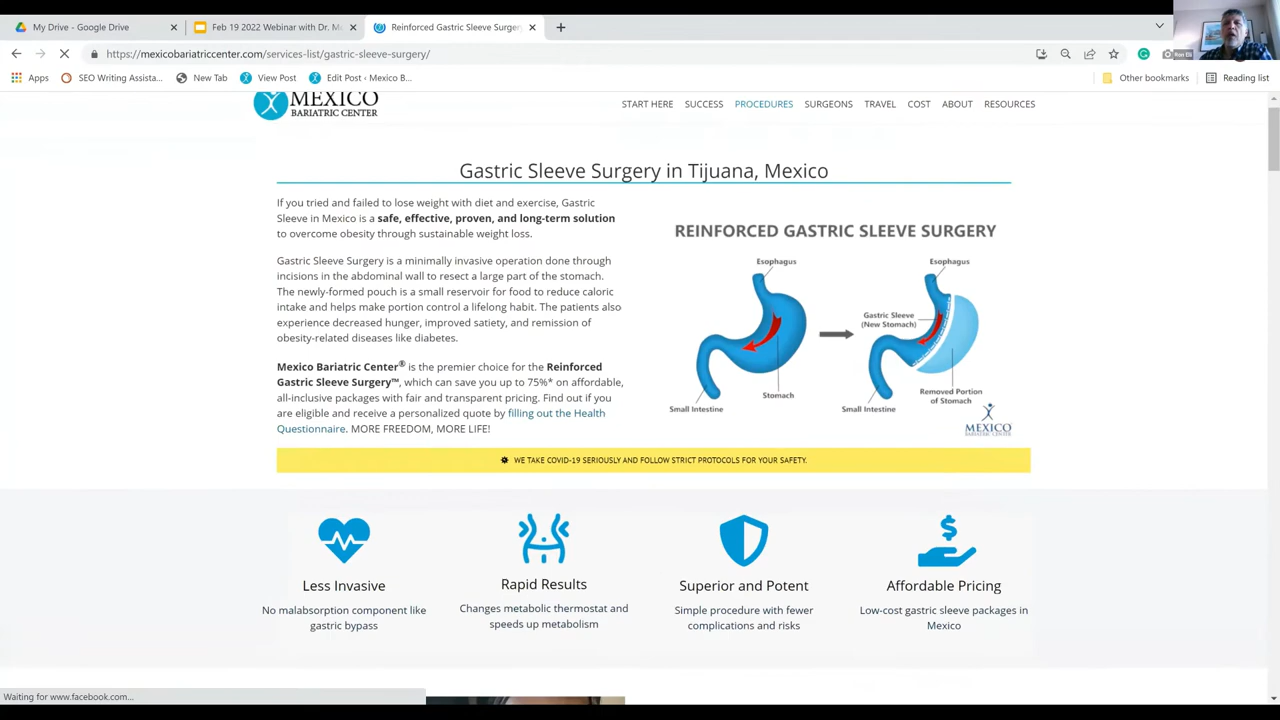 My Drive - Google Drive
Feb 19 2022 Webinar with Dr. M
Reinforced Gastric Sleeve Surgery
https://mexicobariatriccenter.com/services-list/gastric-sleeve-surgery/
Ron Eli
Apps
SEO Writing Assista...
New Tab
View Post
Edit Post ‹ Mexico B...
Other bookmarks
Reading list
MEXICO
BARIATRIC CENTER
START HERE SUCCESS PROCEDURES SURGEONS TRAVEL COST ABOUT RESOURCES
Gastric Sleeve Surgery in Tijuana, Mexico
If you tried and failed to lose weight with diet and exercise, Gastric
Sleeve in Mexico is a safe, effective, proven, and long-term solution
to overcome obesity through sustainable weight loss.
Gastric Sleeve Surgery is a minimally invasive operation done through
incisions in the abdominal wall to resect a large part of the stomach.
The newly-formed pouch is a small reservoir for food to reduce caloric
intake and helps make portion control a lifelong habit. The patients also
experience decreased hunger, improved satiety, and remission of
obesity-related diseases like diabetes.
Mexico Bariatric Center® is the premier choice for the Reinforced
Gastric Sleeve Surgery™, which can save you up to 75%* on affordable,
all-inclusive packages with fair and transparent pricing. Find out if you
are eligible and receive a personalized quote by filling out the Health
Questionnaire. MORE FREEDOM, MORE LIFE!
REINFORCED GASTRIC SLEEVE SURGERY
Esophagus
Stomach
Small Intestine
Esophagus
Gastric Sleeve
(New Stomach)
Small Intestine
Removed Portion
of Stomach
MEXICO
WE TAKE COVID-19 SERIOUSLY AND FOLLOW STRICT PROTOCOLS FOR YOUR SAFETY.
Less Invasive
No malabsorption component like
gastric bypass
Rapid Results
Changes metabolic thermostat and
speeds up metabolism
Superior and Potent
Simple procedure with fewer
complications and risks
Affordable Pricing
Low-cost gastric sleeve packages in
Mexico
Waiting for www.facebook.com...